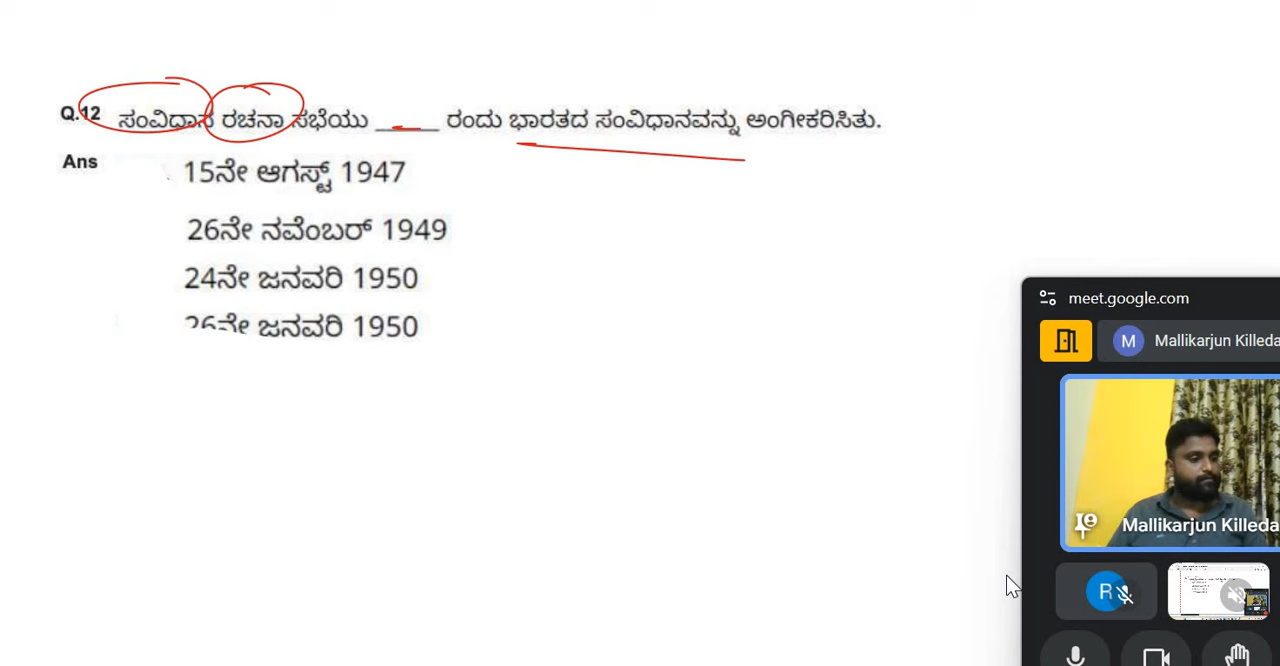 Q.12 ಸಂವಿದಾನ ರಚನಾ ಸಭೆಯು ______ ರಂದು ಭಾರತದ ಸಂವಿಧಾನವನ್ನು ಅಂಗೀಕರಿಸಿತು.
Ans
15ನೇ ಆಗಸ್ಟ್ 1947
26ನೇ ನವೆಂಬರ್ 1949
24ನೇ ಜನವರಿ 1950
26ನೇ ಜನವರಿ 1950
meet.google.com
M Mallikarjun Killeda
Mallikarjun Killeda
R